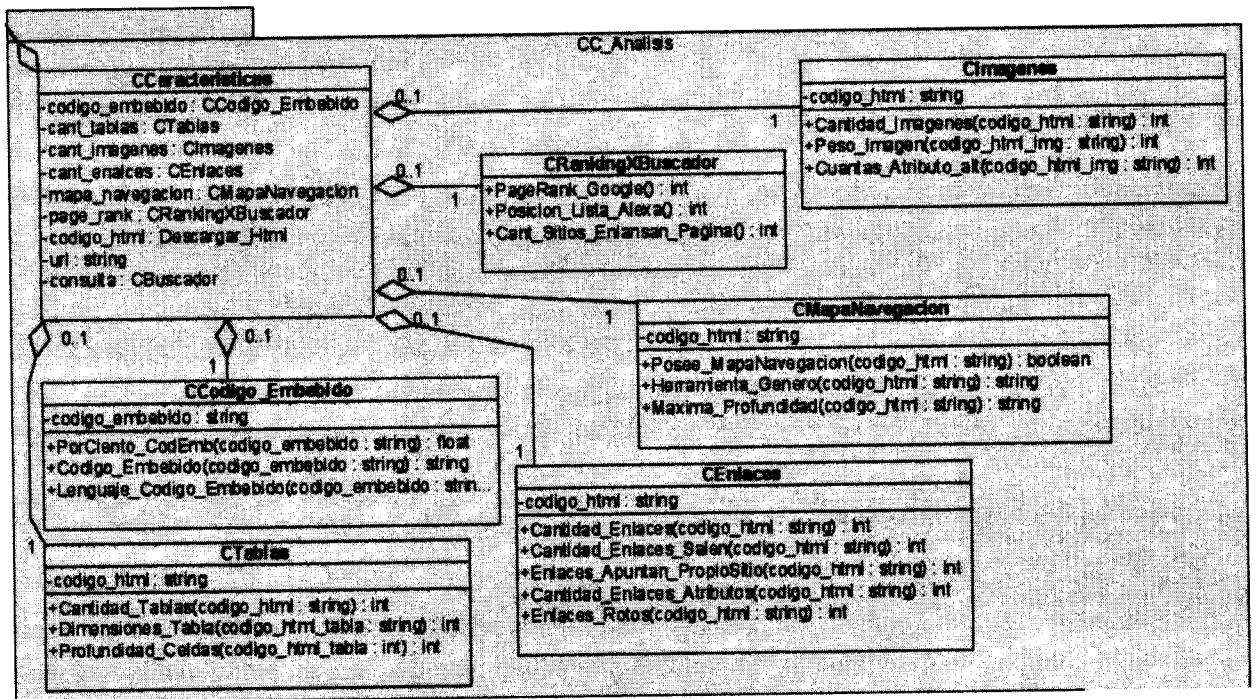 CC_Analisis
CCaracteristicas
-codigo_embebido : CCodigo_Embebido
-cant_tablas : CTablas
-cant_imagenes : CImagenes
-cant_enalces : CEnlaces
-mapa_navegacion : CMapaNavegacion
-page_rank : CRankingXBuscador
-codigo_html : Descargar_Html
-url : string
-consulta : CBuscador
0..1
1
CImagenes
-codigo_html : string
+Cantidad_Imagenes(codigo_html : string) : int
+Peso_Imagen(codigo_html_img : string) : int
+Cuantas_Atributo_alt(codigo_html_img : string) : int
0..1
1
CRankingXBuscador
+PageRank_Google() : int
+Posicion_Lista_Alexa() : int
+Cant_Sitios_Enlansan_Pagina() : int
0..1
1
CMapaNavegacion
-codigo_html : string
+Posee_MapaNavegacion(codigo_html : string) : boolean
+Herramienta_Genero(codigo_html : string) : string
+Maxima_Profundidad(codigo_html : string) : string
0..1
1
CEnlaces
-codigo_html : string
+Cantidad_Enlaces(codigo_html : string) : int
+Cantidad_Enlaces_Salen(codigo_html : string) : int
+Enlaces_Apuntan_PropioSitio(codigo_html : string) : int
+Cantidad_Enlaces_Atributos(codigo_html : string) : int
+Enlaces_Rotos(codigo_html : string) : int
0..1
1
CCodigo_Embebido
-codigo_embebido : string
+PorCiento_CodEmb(codigo_embebido : string) : float
+Codigo_Embebido(codigo_embebido : string) : string
+Lenguaje_Codigo_Embebido(codigo_embebido : strin...
0..1
1
CTablas
-codigo_html : string
+Cantidad_Tablas(codigo_html : string) : int
+Dimensiones_Tabla(codigo_html_tabla : string) : int
+Profundidad_Celdas(codigo_html_tabla : int) : int